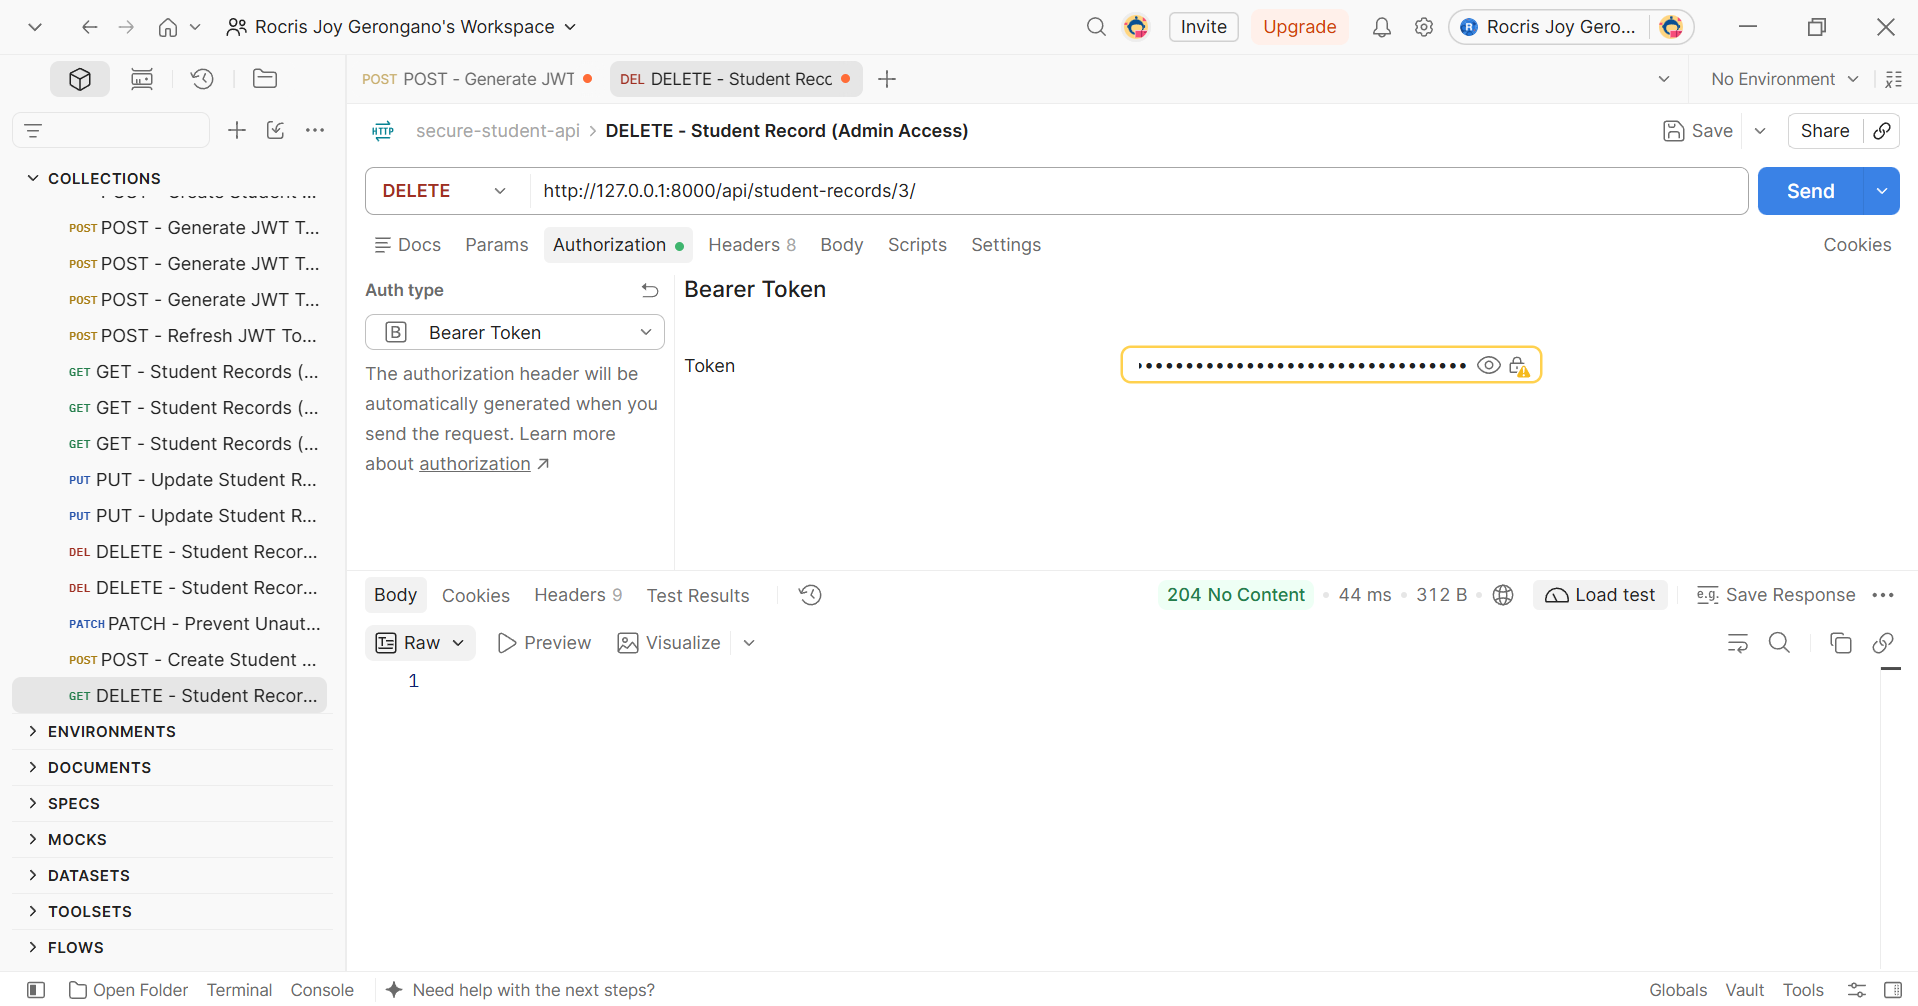 Rocris Joy Gerongano's Workspace
Invite
Upgrade
R
Rocris Joy Gero...
POST POST - Generate JWT
DEL DELETE - Student Rec
No Environment
HTTP
secure-student-api > DELETE - Student Record (Admin Access)
Save
Share
COLLECTIONS
DELETE
http://127.0.0.1:8000/api/student-records/3/
Send
Docs
Params
Authorization
Headers 8
Body
Scripts
Settings
Cookies
POST POST - Generate JWT T...
POST POST - Generate JWT T...
POST POST - Generate JWT T...
POST POST - Refresh JWT To...
GET GET - Student Records (...
GET GET - Student Records (...
GET GET - Student Records (...
PUT PUT - Update Student R...
PUT PUT - Update Student R...
DEL DELETE - Student Recor...
DEL DELETE - Student Recor...
PATCH PATCH - Prevent Unaut...
POST POST - Create Student ...
GET DELETE - Student Recor...
ENVIRONMENTS
DOCUMENTS
SPECS
MOCKS
DATASETS
TOOLSETS
FLOWS
Auth type
B Bearer Token
The authorization header will be
automatically generated when you
send the request. Learn more
about authorization
Bearer Token
Token
Body
Cookies
Headers 9
Test Results
204 No Content • 44 ms • 312 B
Load test
e.g. Save Response
Raw
Preview
Visualize
1
Open Folder
Terminal
Console
Need help with the next steps?
Globals
Vault
Tools